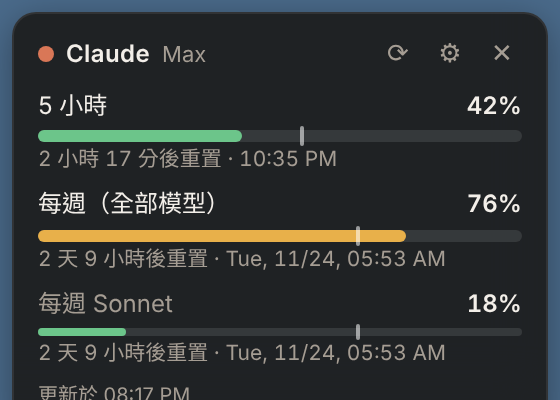 Claude Max
5 小時 42%
2 小時 17 分後重置 · 10:35 PM
每週（全部模型） 76%
2 天 9 小時後重置 · Tue, 11/24, 05:53 AM
每週 Sonnet 18%
2 天 9 小時後重置 · Tue, 11/24, 05:53 AM
更新於 08:17 PM